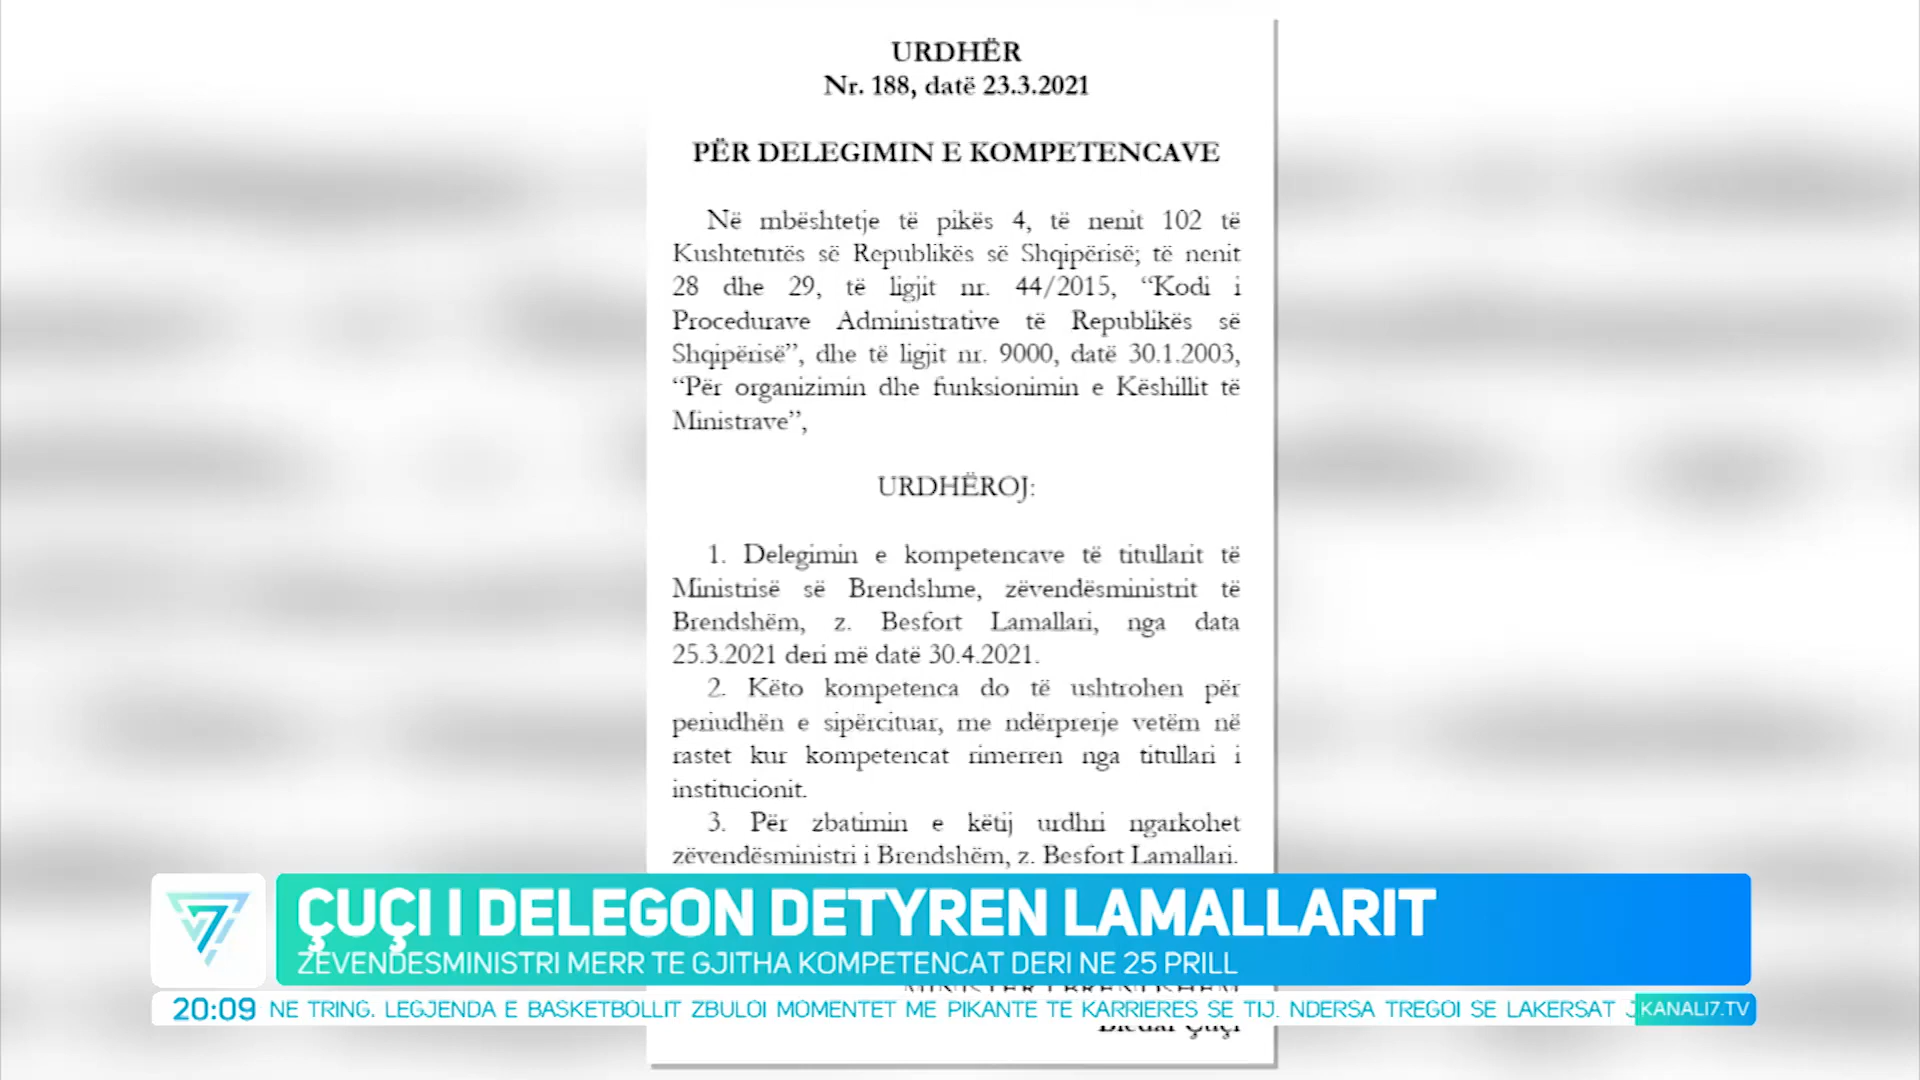 URDHËR
Nr. 188, datë 23.3.2021
PËR DELEGIMIN E KOMPETENCAVE
Në mbështetje të pikës 4, të nenit 102 të
Kushtetutës së Republikës së Shqipërisë; të nenit
28 dhe 29, të ligjit nr. 44/2015, “Kodi i
Procedurave Administrative të Republikës së
Shqipërisë”, dhe të ligjit nr. 9000, datë 30.1.2003,
“Për organizimin dhe funksionimin e Këshillit të
Ministrave”,
URDHËROJ:
1. Delegimin e kompetencave të titullarit të
Ministrisë së Brendshme, zëvendësministrit të
Brendshëm, z. Besfort Lamallari, nga data
25.3.2021 deri më datë 30.4.2021.
2. Këto kompetenca do të ushtrohen për
periudhën e sipërcituar, me ndërprerje vetëm në
rastet kur kompetencat rimerren nga titullari i
institucionit.
3. Për zbatimin e këtij urdhri ngarkohet
zëvendësministri i Brendshëm, z. Besfort Lamallari.
ÇUÇI I DELEGON DETYREN LAMALLARIT
ZEVENDESMINISTRI MERR TE GJITHA KOMPETENCAT DERI NE 25 PRILL
MINISTËR I BRENDSHËM
20:09 NE TRING. LEGJENDA E BASKETBOLLIT ZBULOI MOMENTET ME PIKANTE TE KARRIERES SE TIJ. NDERSA TREGOI SE LAKERSAT KANALI7.TV
Bledar Çuçi